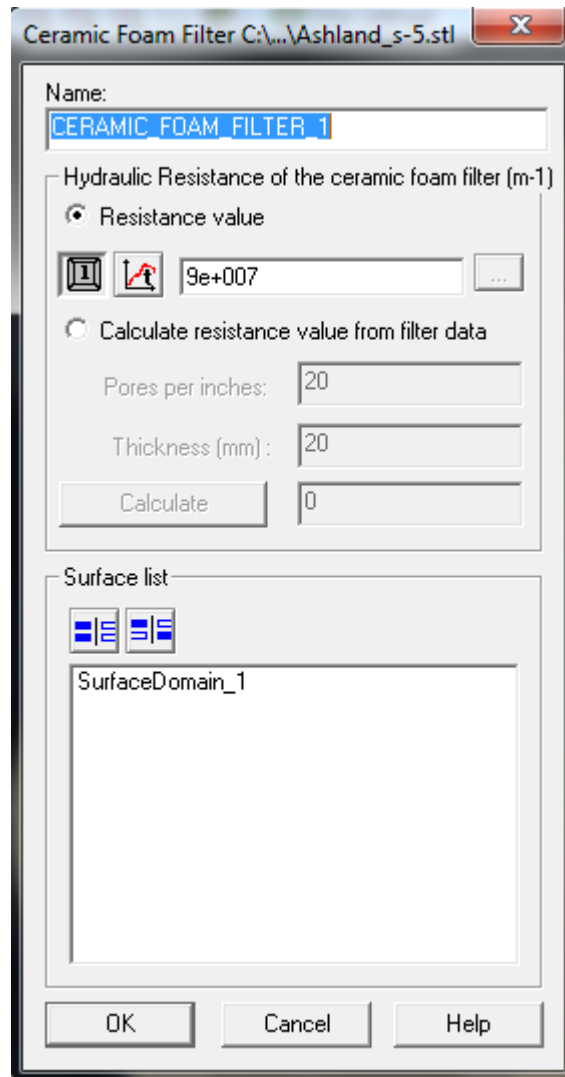 Ceramic Foam Filter C:\...\Ashland_s-5.stl
Name:
CERAMIC_FOAM_FILTER_1
Hydraulic Resistance of the ceramic foam filter (m-1)
Resistance value
1
t
9e+007
...
Calculate resistance value from filter data
Pores per inches:
20
Thickness (mm) :
20
Calculate
0
Surface list
SurfaceDomain_1
OK
Cancel
Help